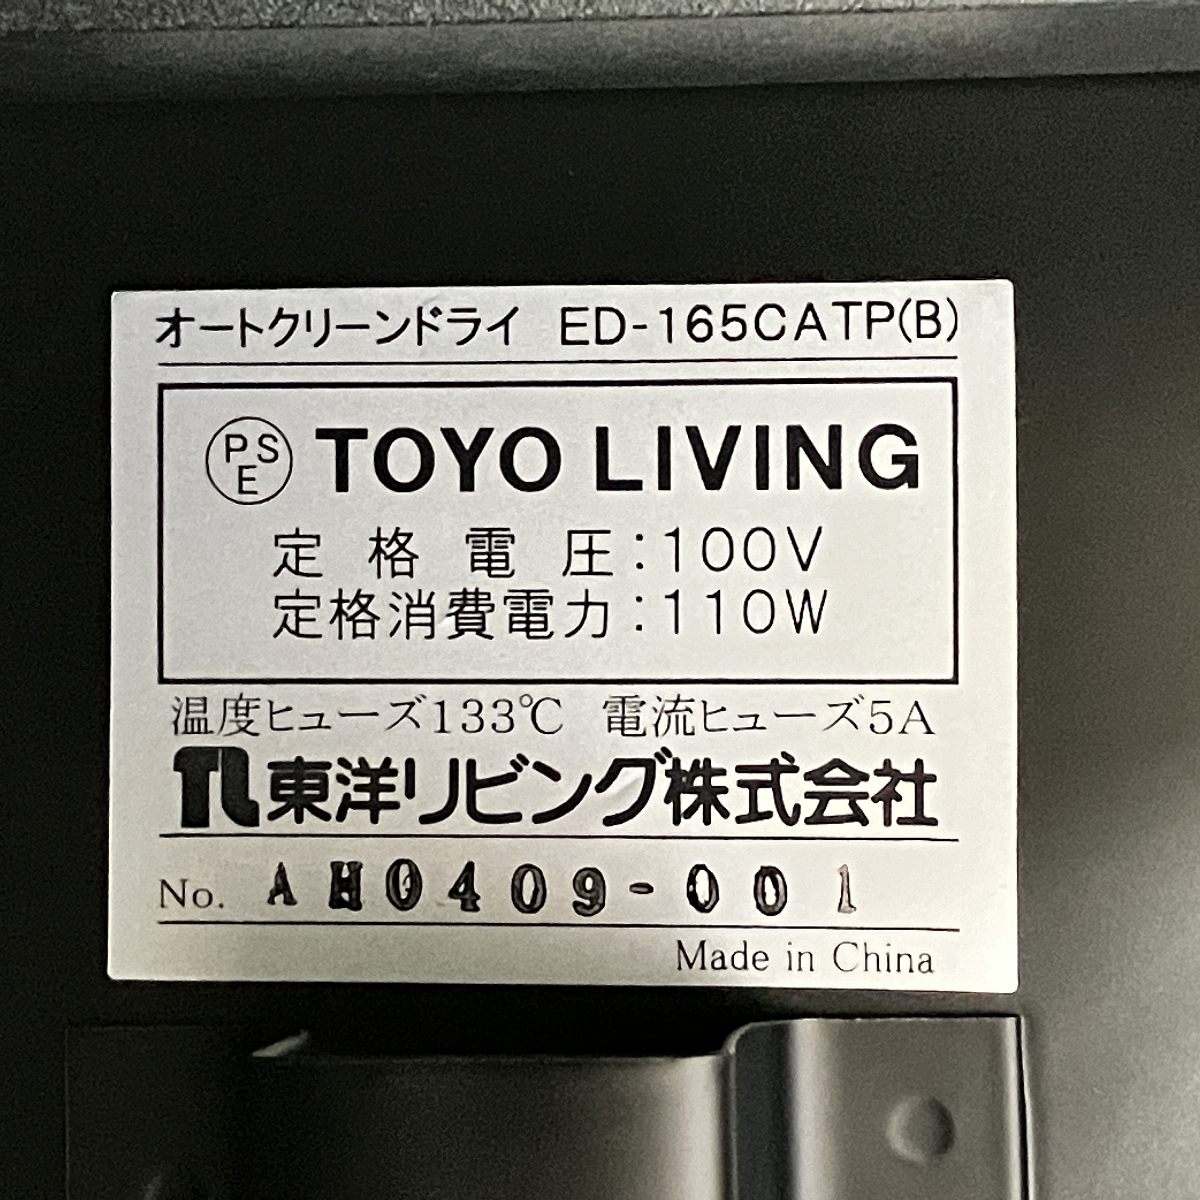 オートクリーンドライ ED-165CATP(B)
PSE TOYO LIVING
定格電圧:100V
定格消費電力:110W
温度ヒューズ133℃ 電流ヒューズ5A
TL東洋リビング株式会社
No. AH0409-001
Made in China